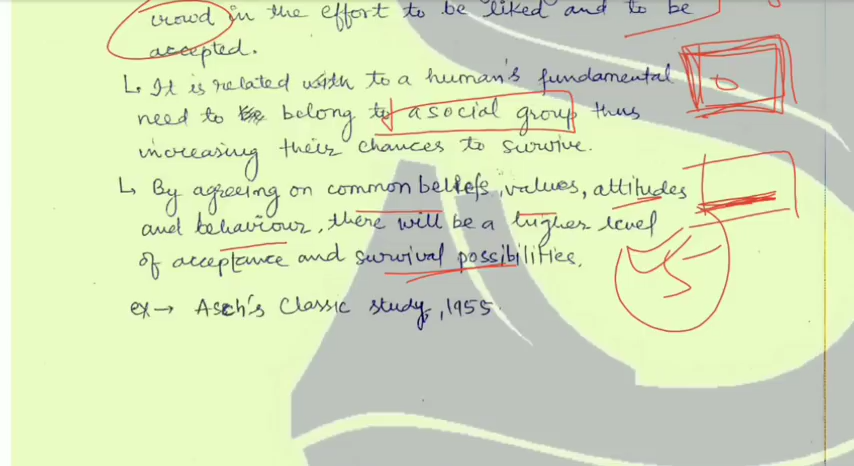 crowd in the effort to be liked and to be
accepted.
↳ It is related with to a human's fundamental
need to belong to a social group thus
increasing their chances to survive.
↳ By agreeing on common beliefs, values, attitudes
and behaviour, there will be a higher level
of acceptance and survival possibilities.
ex → Asch's Classic study, 1955.